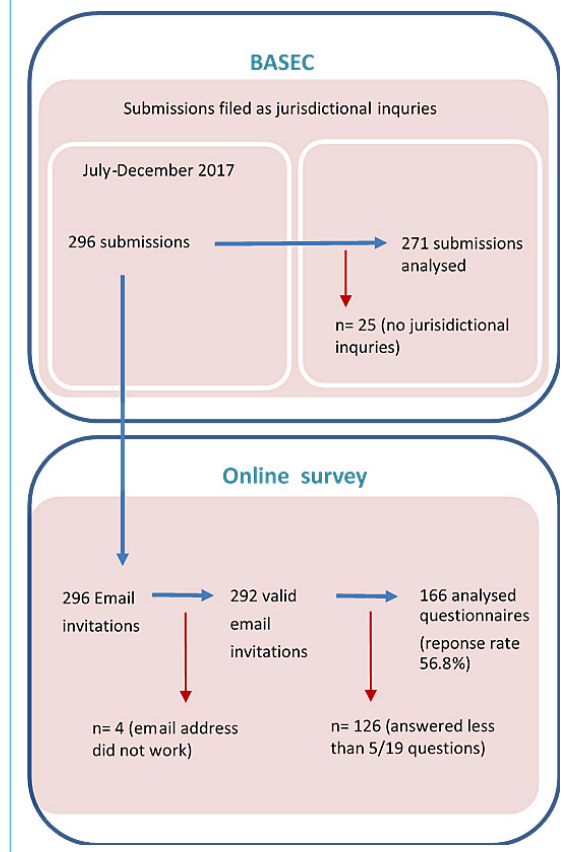 BASEC
Submissions filed as jurisdictional inquries
July-December 2017
296 submissions
271 submissions
analysed
n= 25 (no jurisidictional
inquries)
Online survey
296 Email
invitations
292 valid
email
invitations
166 analysed
questionnaires
(reponse rate
56.8%)
n= 4 (email address
did not work)
n= 126 (answered less
than 5/19 questions)